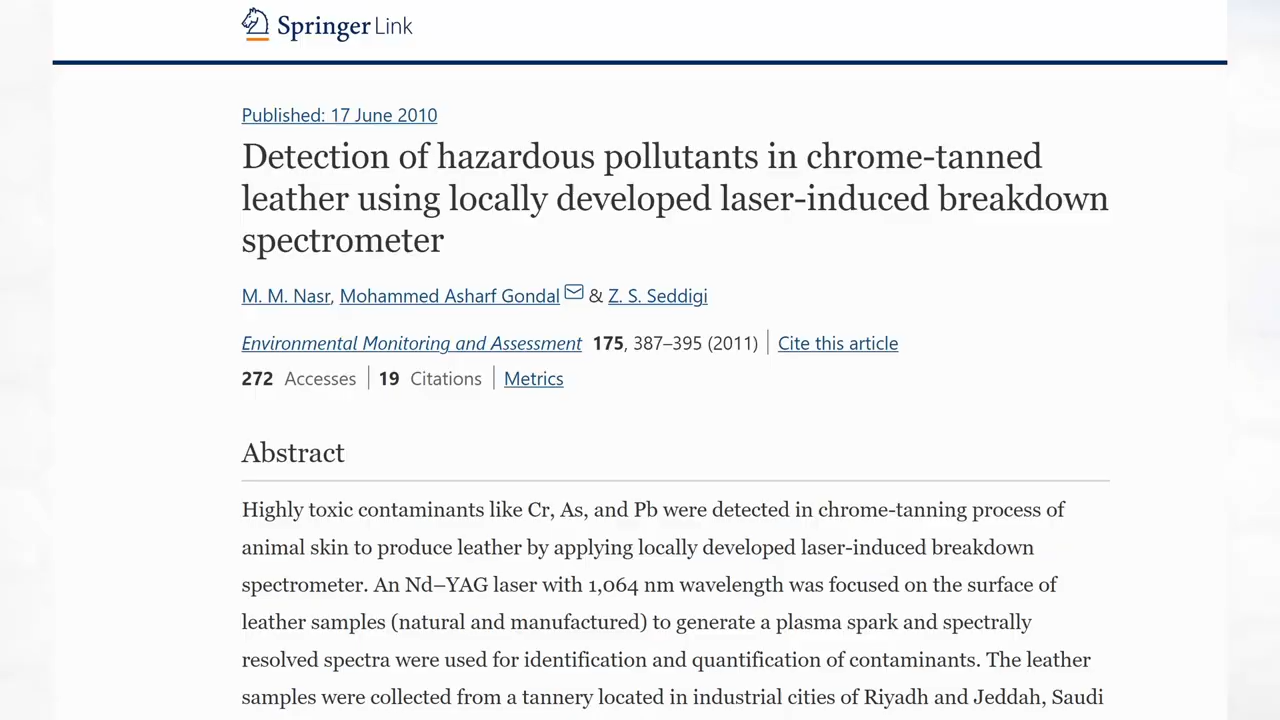 Springer Link
Published: 17 June 2010
Detection of hazardous pollutants in chrome-tanned
leather using locally developed laser-induced breakdown
spectrometer
M. M. Nasr, Mohammed Asharf Gondal & Z. S. Seddigi
Environmental Monitoring and Assessment 175, 387–395 (2011) | Cite this article
272 Accesses | 19 Citations | Metrics
Abstract
Highly toxic contaminants like Cr, As, and Pb were detected in chrome-tanning process of
animal skin to produce leather by applying locally developed laser-induced breakdown
spectrometer. An Nd–YAG laser with 1,064 nm wavelength was focused on the surface of
leather samples (natural and manufactured) to generate a plasma spark and spectrally
resolved spectra were used for identification and quantification of contaminants. The leather
samples were collected from a tannery located in industrial cities of Riyadh and Jeddah, Saudi